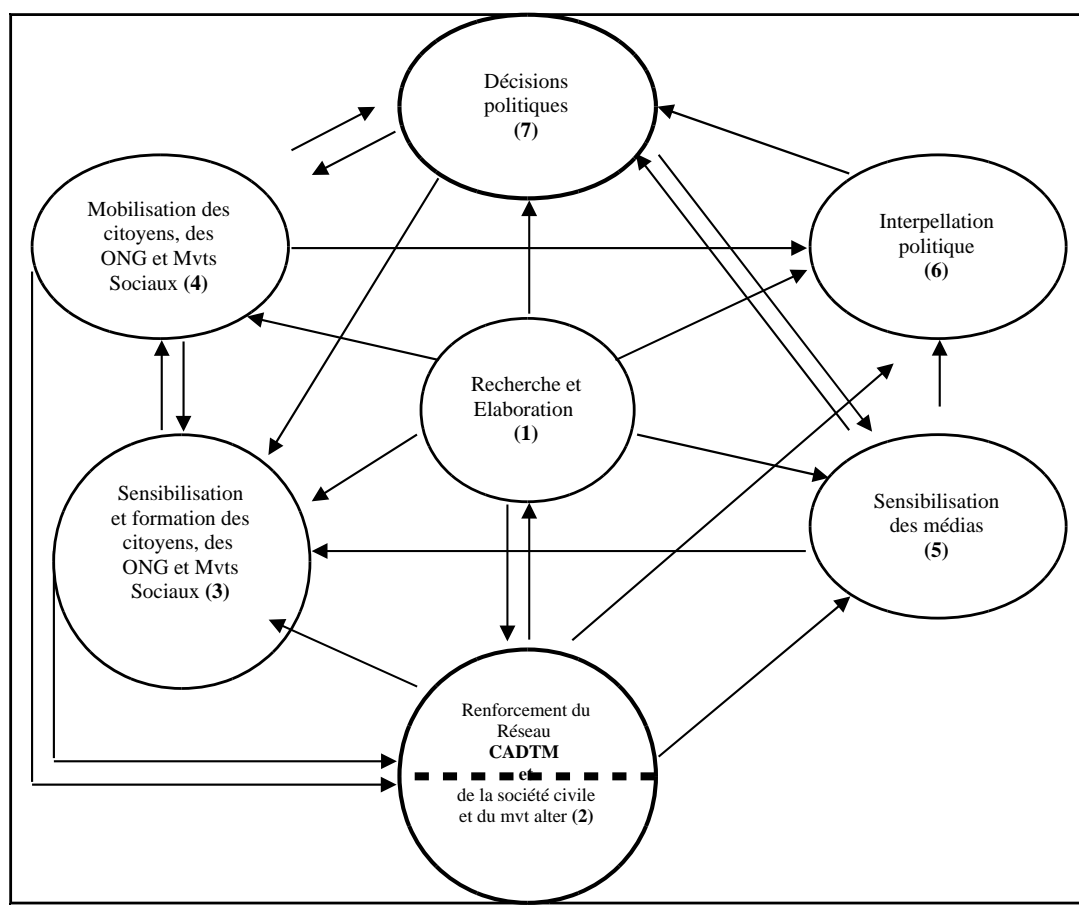 Décisions
politiques
(7)
Mobilisation des
citoyens, des
ONG et Mvts
Sociaux (4)
Interpellation
politique
(6)
Recherche et
Elaboration
(1)
Sensibilisation
et formation des
citoyens, des
ONG et Mvts
Sociaux (3)
Sensibilisation
des médias
(5)
Renforcement du
Réseau
CADTM
et
de la société civile
et du mvt alter (2)